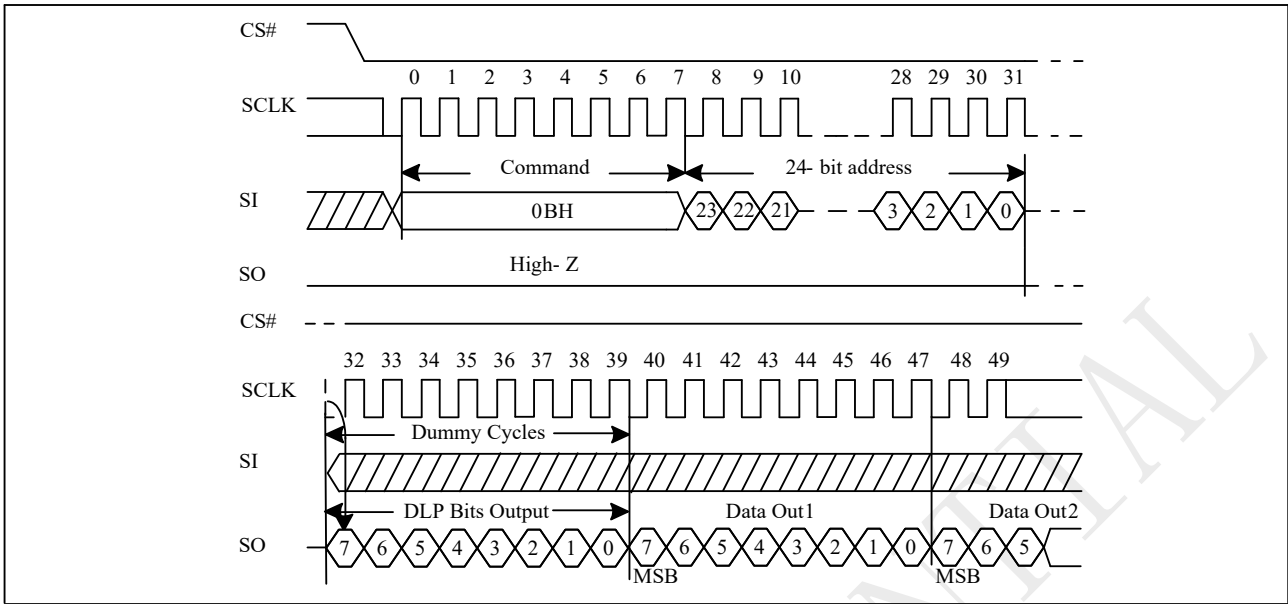 CS#
0 1 2 3 4 5 6 7 8 9 10 28 29 30 31
SCLK
Command 24- bit address
SI 0BH 23 22 21 3 2 1 0
High- Z
SO
CS#
32 33 34 35 36 37 38 39 40 41 42 43 44 45 46 47 48 49
SCLK
Dummy Cycles
SI
DLP Bits Output Data Out1 Data Out2
SO 7 6 5 4 3 2 1 0 7 6 5 4 3 2 1 0 7 6 5
MSB MSB